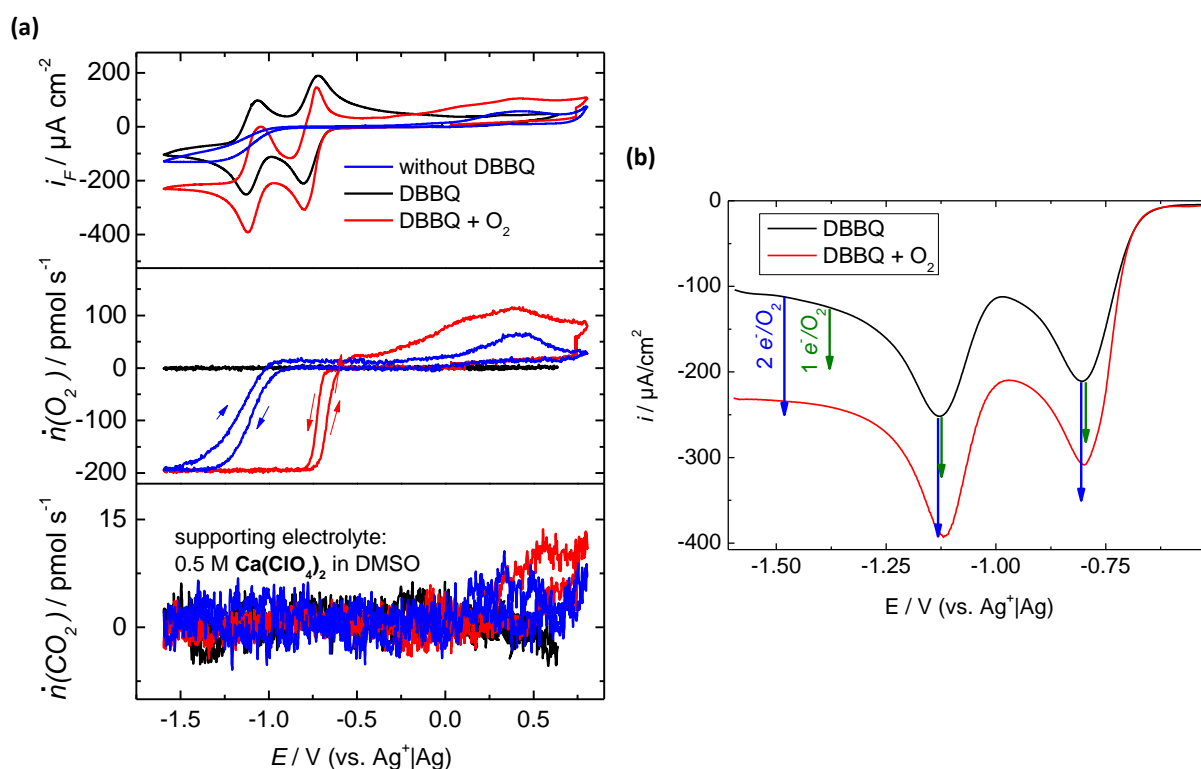 (a)
200
0
-200
-400
i_F / µA cm⁻²
without DBBQ
DBBQ
DBBQ + O₂
100
0
-100
-200
ṅ(O₂) / pmol s⁻¹
15
0
ṅ(CO₂) / pmol s⁻¹
supporting electrolyte:
0.5 M Ca(ClO₄)₂ in DMSO
-1.5 -1.0 -0.5 0.0 0.5
E / V (vs. Ag⁺|Ag)
(b)
0
-100
-200
-300
-400
i / µA/cm²
DBBQ
DBBQ + O₂
2 e⁻/O₂
1 e⁻/O₂
-1.50 -1.25 -1.00 -0.75
E / V (vs. Ag⁺|Ag)